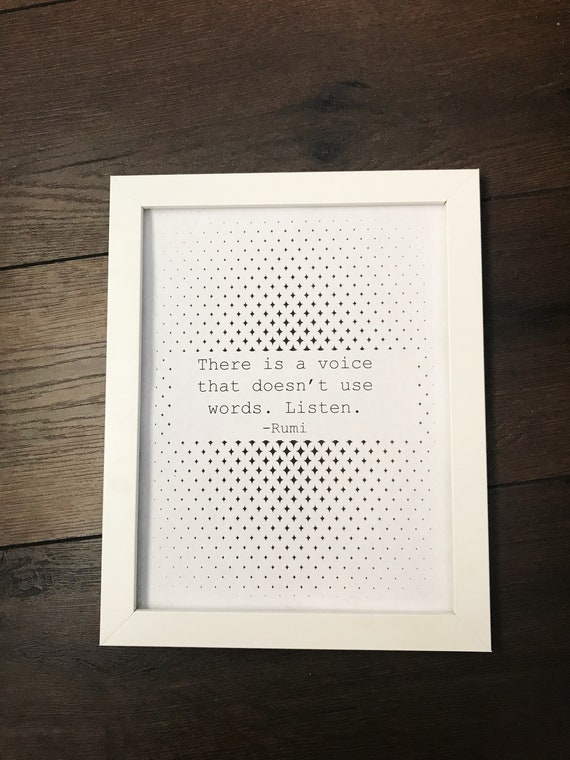 There is a voice
that doesn't use
words. Listen.
-Rumi